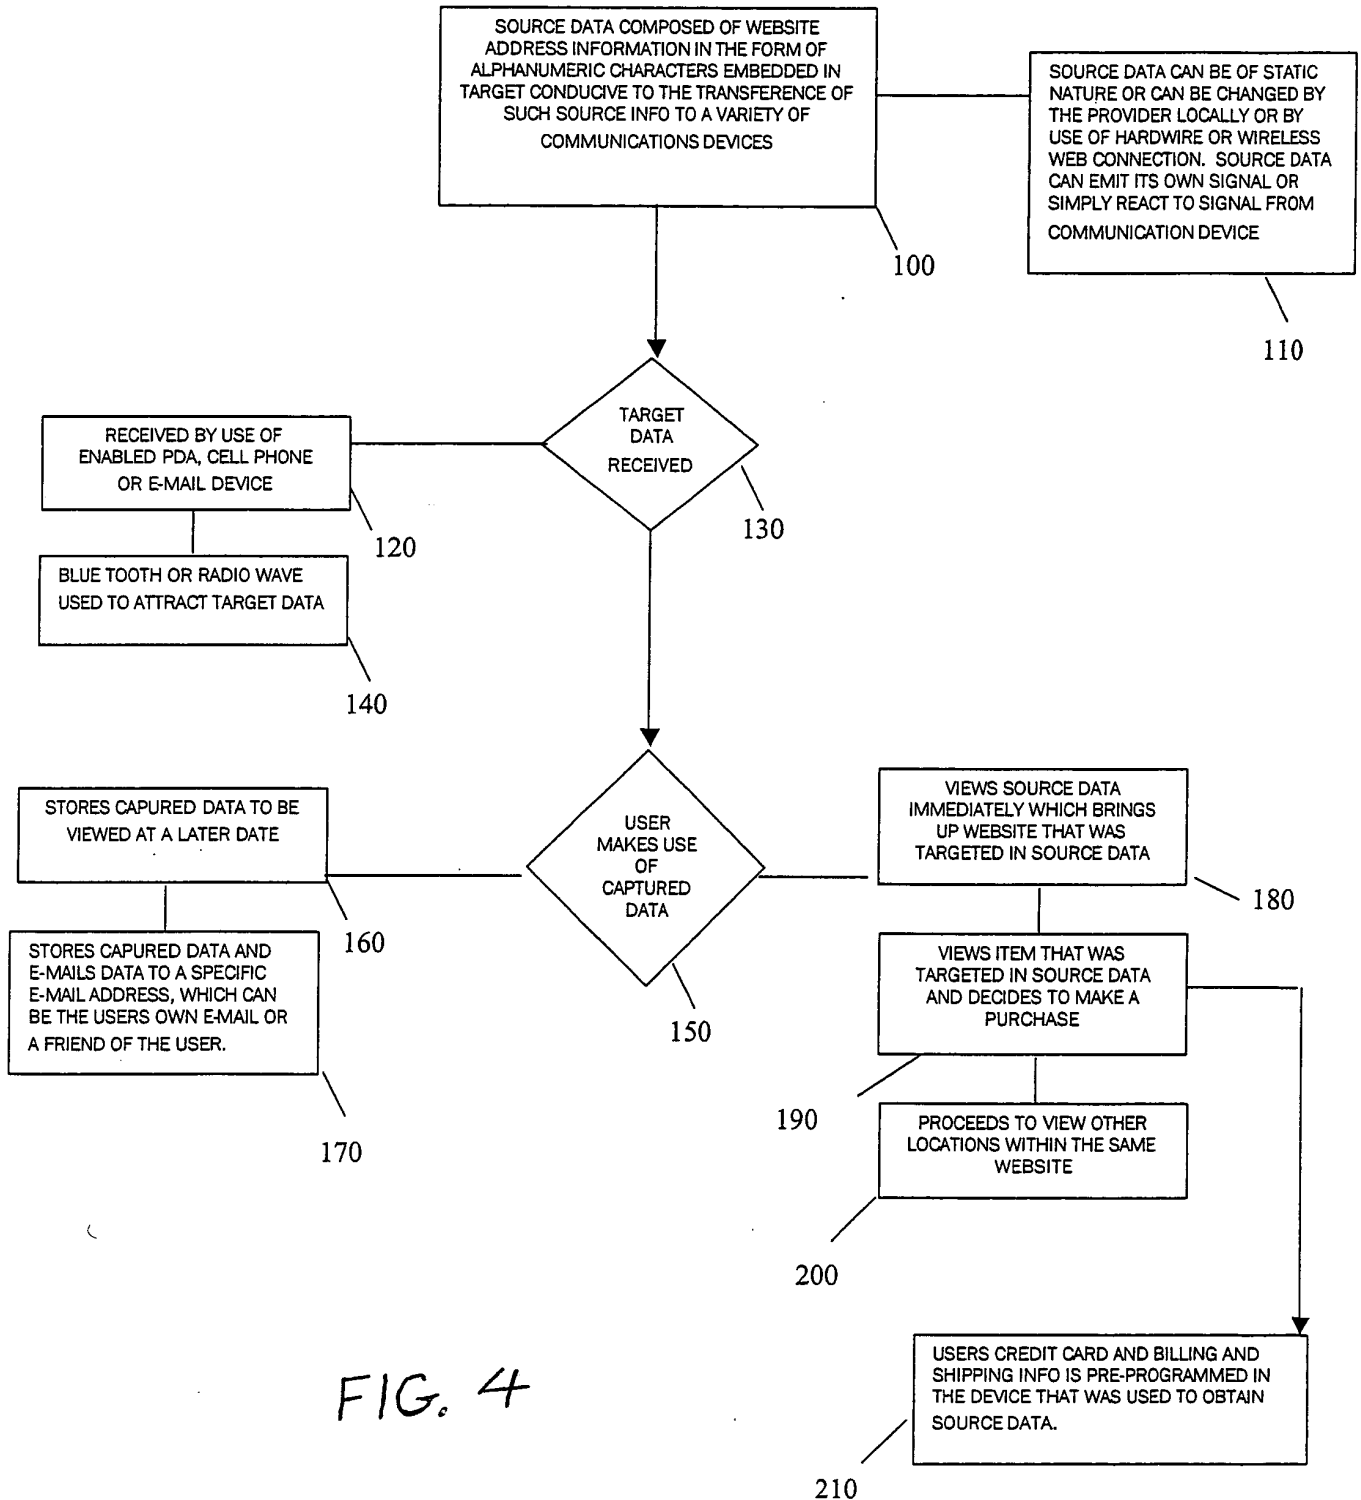 SOURCE DATA COMPOSED OF WEBSITE
ADDRESS INFORMATION IN THE FORM OF
ALPHANUMERIC CHARACTERS EMBEDDED IN
TARGET CONDUCIVE TO THE TRANSFERENCE OF
SUCH SOURCE INFO TO A VARIETY OF
COMMUNICATIONS DEVICES
100
SOURCE DATA CAN BE OF STATIC
NATURE OR CAN BE CHANGED BY
THE PROVIDER LOCALLY OR BY
USE OF HARDWIRE OR WIRELESS
WEB CONNECTION. SOURCE DATA
CAN EMIT ITS OWN SIGNAL OR
SIMPLY REACT TO SIGNAL FROM
COMMUNICATION DEVICE
110
TARGET
DATA
RECEIVED
130
RECEIVED BY USE OF
ENABLED PDA, CELL PHONE
OR E-MAIL DEVICE
120
BLUE TOOTH OR RADIO WAVE
USED TO ATTRACT TARGET DATA
140
USER
MAKES USE
OF
CAPTURED
DATA
150
STORES CAPURED DATA TO BE
VIEWED AT A LATER DATE
160
STORES CAPURED DATA AND
E-MAILS DATA TO A SPECIFIC
E-MAIL ADDRESS, WHICH CAN
BE THE USERS OWN E-MAIL OR
A FRIEND OF THE USER.
170
VIEWS SOURCE DATA
IMMEDIATELY WHICH BRINGS
UP WEBSITE THAT WAS
TARGETED IN SOURCE DATA
180
VIEWS ITEM THAT WAS
TARGETED IN SOURCE DATA
AND DECIDES TO MAKE A
PURCHASE
190
PROCEEDS TO VIEW OTHER
LOCATIONS WITHIN THE SAME
WEBSITE
200
USERS CREDIT CARD AND BILLING AND
SHIPPING INFO IS PRE-PROGRAMMED IN
THE DEVICE THAT WAS USED TO OBTAIN
SOURCE DATA.
210
FIG. 4